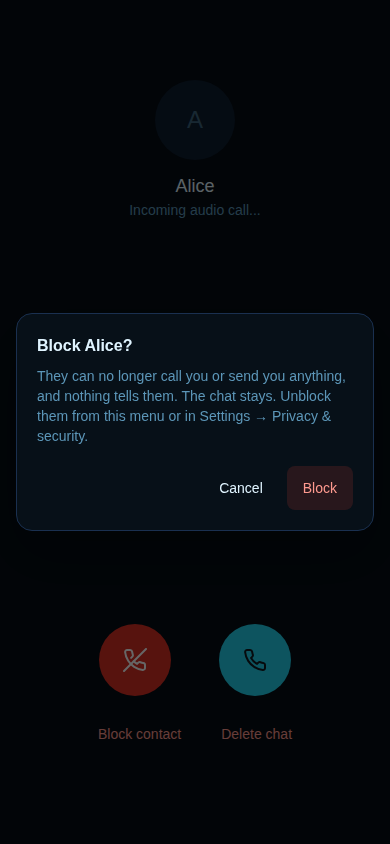 A
Alice
Incoming audio call...
Block Alice?
They can no longer call you or send you anything,
and nothing tells them. The chat stays. Unblock
them from this menu or in Settings → Privacy &
security.
Cancel
Block
Block contact
Delete chat